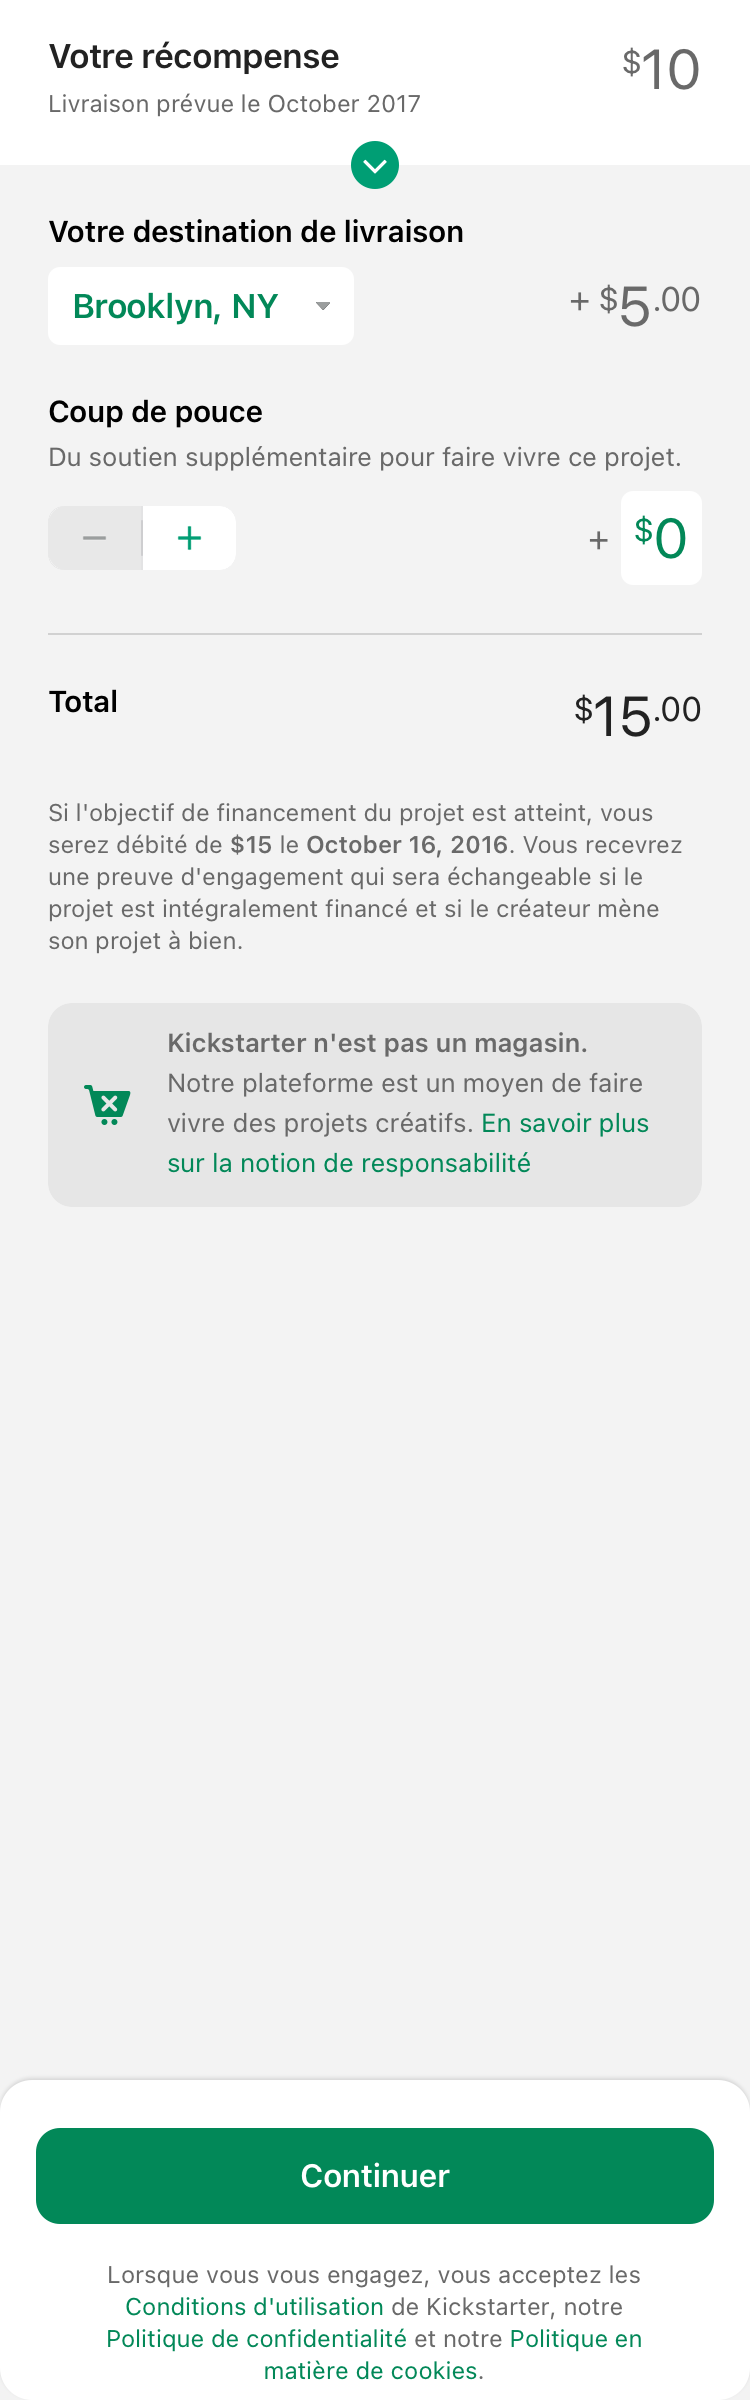 Votre récompense
$10
Livraison prévue le October 2017
Votre destination de livraison
Brooklyn, NY
+ $5.00
Coup de pouce
Du soutien supplémentaire pour faire vivre ce projet.
− +
+ $0
Total
$15.00
Si l'objectif de financement du projet est atteint, vous
serez débité de $15 le October 16, 2016. Vous recevrez
une preuve d'engagement qui sera échangeable si le
projet est intégralement financé et si le créateur mène
son projet à bien.
Kickstarter n'est pas un magasin.
Notre plateforme est un moyen de faire
vivre des projets créatifs. En savoir plus
sur la notion de responsabilité
Continuer
Lorsque vous vous engagez, vous acceptez les
Conditions d'utilisation de Kickstarter, notre
Politique de confidentialité et notre Politique en
matière de cookies.